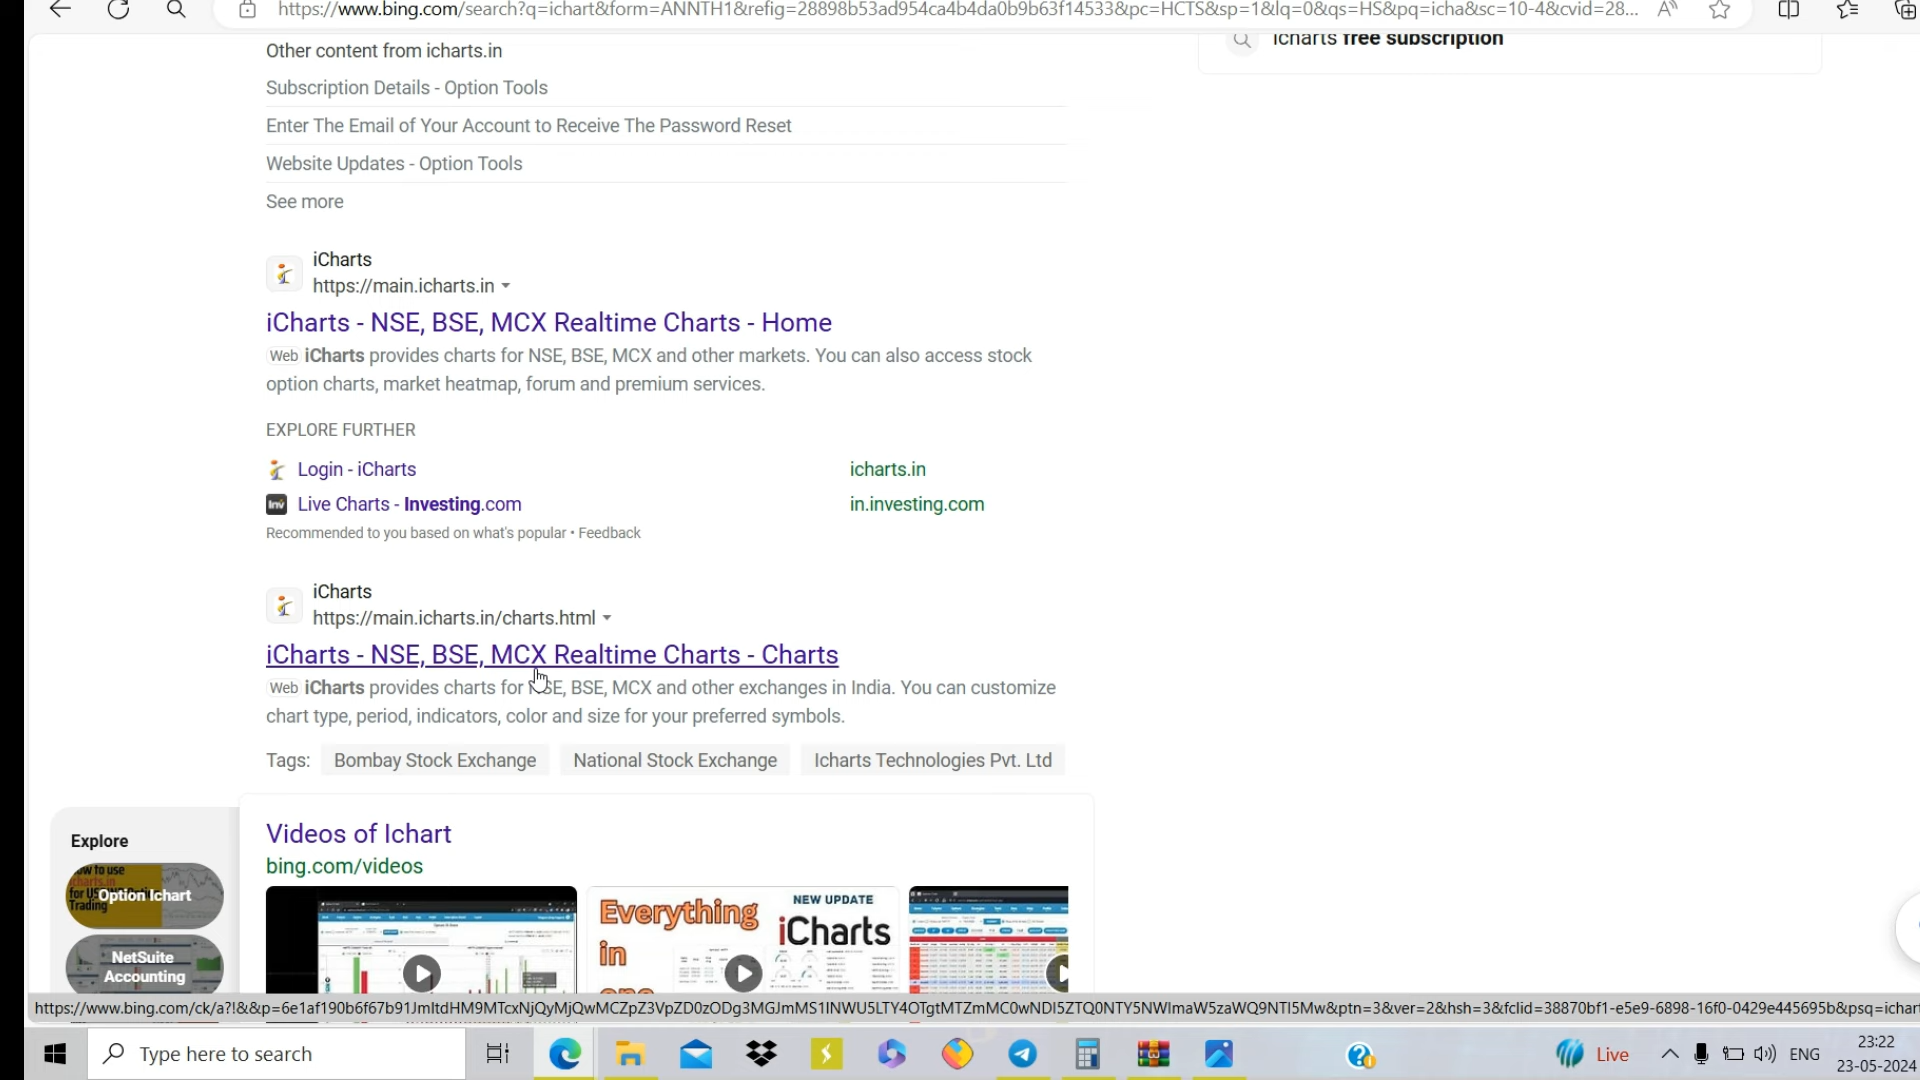 https://www.bing.com/search?q=ichart&form=ANNTH1&refig=28898b53ad954ca4b4da0b9b63f14533&pc=HCTS&sp=1&lq=0&qs=HS&pq=icha&sc=10-4&cvid=28...
Other content from icharts.in
icharts free subscription
Subscription Details - Option Tools
Enter The Email of Your Account to Receive The Password Reset
Website Updates - Option Tools
See more
iCharts
https://main.icharts.in
iCharts - NSE, BSE, MCX Realtime Charts - Home
Web iCharts provides charts for NSE, BSE, MCX and other markets. You can also access stock
option charts, market heatmap, forum and premium services.
EXPLORE FURTHER
Login - iCharts icharts.in
Live Charts - Investing.com in.investing.com
Recommended to you based on what's popular • Feedback
iCharts
https://main.icharts.in/charts.html
iCharts - NSE, BSE, MCX Realtime Charts - Charts
Web iCharts provides charts for NSE, BSE, MCX and other exchanges in India. You can customize
chart type, period, indicators, color and size for your preferred symbols.
Tags: Bombay Stock Exchange National Stock Exchange Icharts Technologies Pvt. Ltd
Videos of Ichart
bing.com/videos
Explore
Option Ichart
NetSuite
Accounting
Everything
in
NEW UPDATE
iCharts
Type here to search
Live
ENG
23:22
23-05-2024